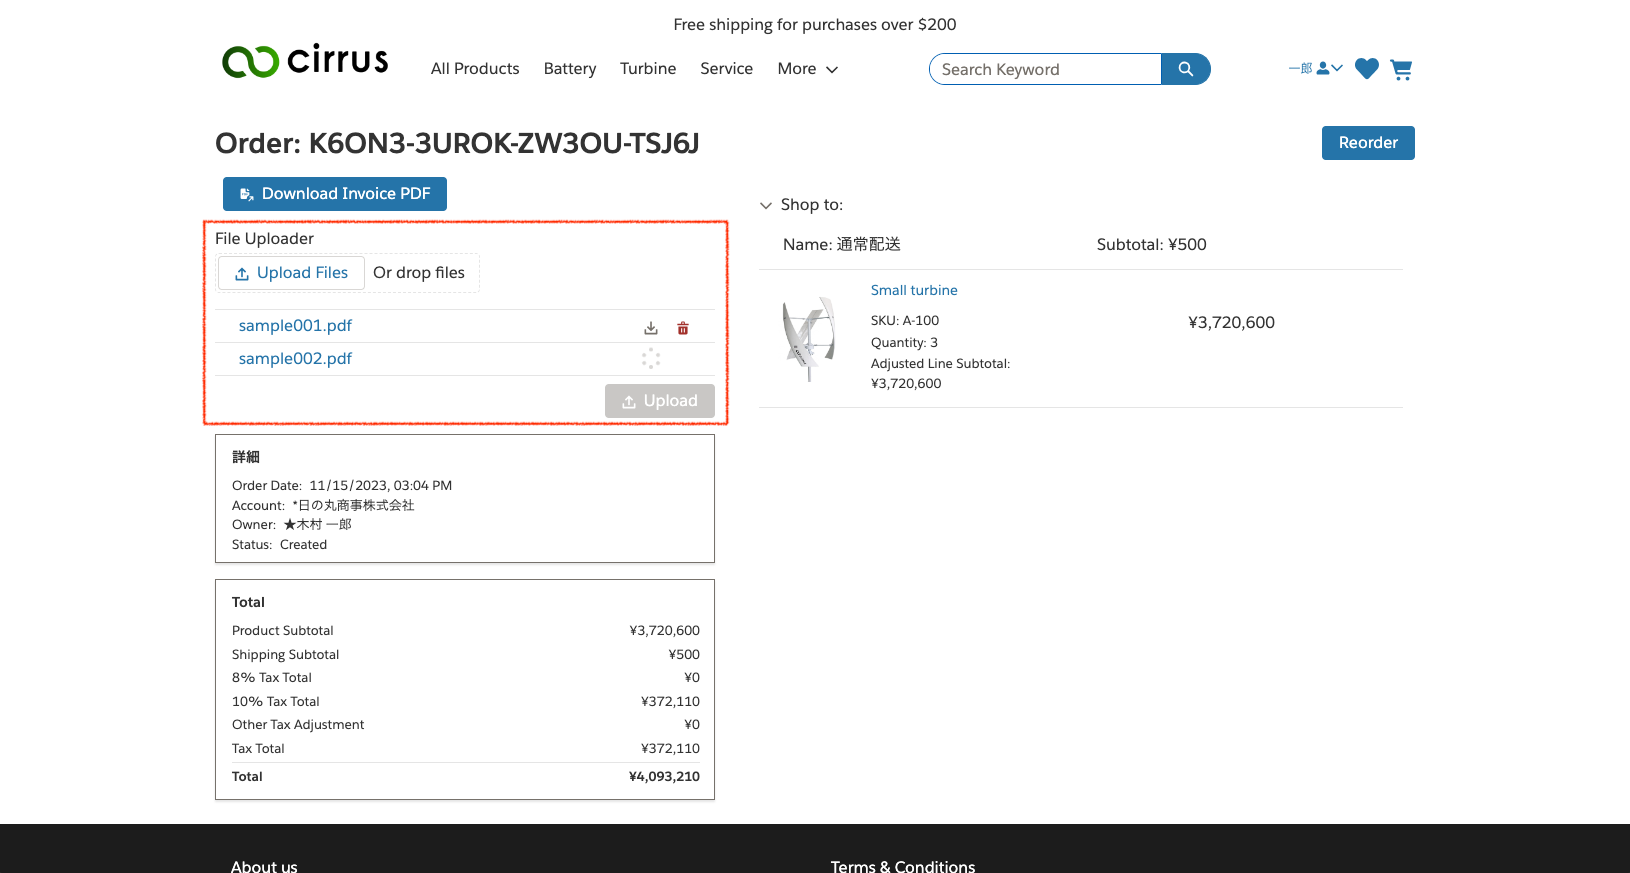 Free shipping for purchases over $200
cirrus
All Products
Battery
Turbine
Service
More
Search Keyword
一郎
Order: K6ON3-3UROK-ZW3OU-TSJ6J
Reorder
Download Invoice PDF
File Uploader
Upload Files
Or drop files
sample001.pdf
sample002.pdf
Upload
詳細
Order Date: 11/15/2023, 03:04 PM
Account: *日の丸商事株式会社
Owner: ★木村 一郎
Status: Created
Total
Product Subtotal ¥3,720,600
Shipping Subtotal ¥500
8% Tax Total ¥0
10% Tax Total ¥372,110
Other Tax Adjustment ¥0
Tax Total ¥372,110
Total ¥4,093,210
Shop to:
Name: 通常配送
Subtotal: ¥500
Small turbine
SKU: A-100
Quantity: 3
Adjusted Line Subtotal:
¥3,720,600
¥3,720,600
About us
Terms & Conditions